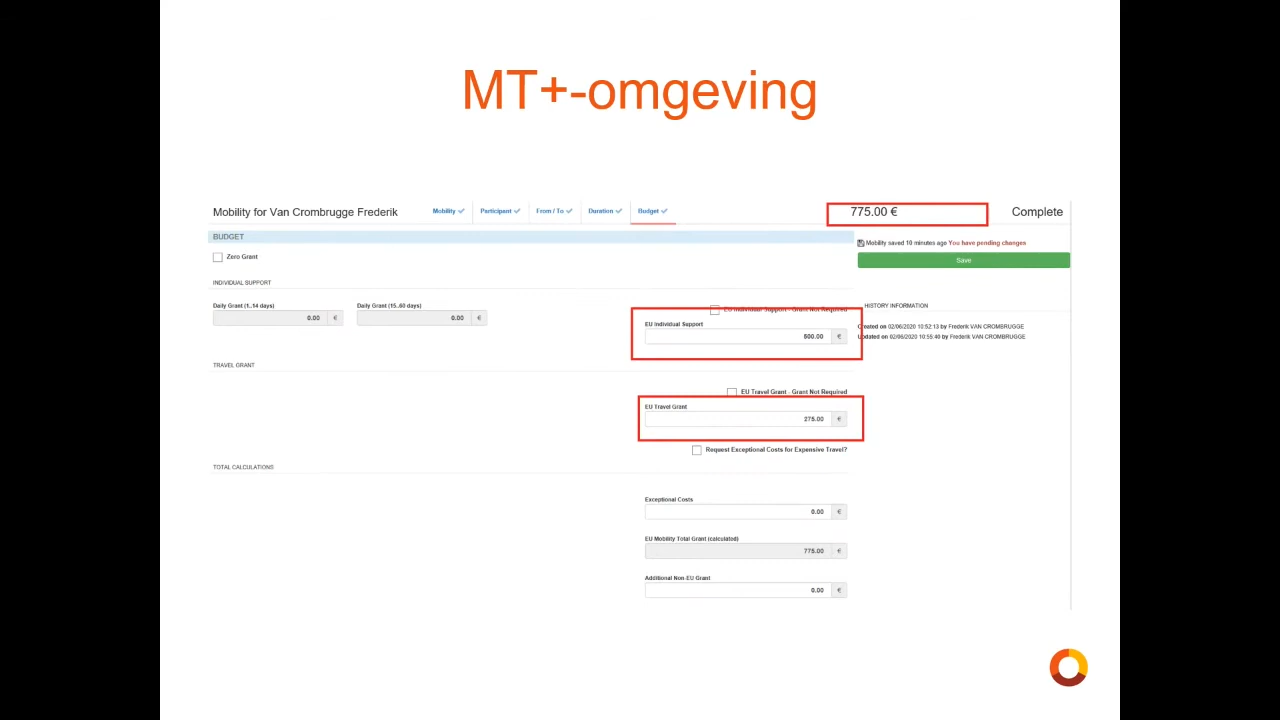 MT+-omgeving
Mobility for Van Crombrugge Frederik
Mobility
Participant
From / To
Duration
Budget
775.00 €
Complete
BUDGET
Mobility saved 10 minutes ago You have pending changes
Zero Grant
Save
INDIVIDUAL SUPPORT
Daily Grant (1..14 days)
Daily Grant (15..60 days)
EU Individual Support - Grant Not Required
HISTORY INFORMATION
0.00 €
0.00 €
EU Individual Support
500.00 €
Created on 02/06/2020 10:52:13 by Frederik VAN CROMBRUGGE
Updated on 02/06/2020 10:55:40 by Frederik VAN CROMBRUGGE
TRAVEL GRANT
EU Travel Grant - Grant Not Required
EU Travel Grant
275.00 €
Request Exceptional Costs for Expensive Travel?
TOTAL CALCULATIONS
Exceptional Costs
0.00 €
EU Mobility Total Grant (calculated)
775.00 €
Additional Non-EU Grant
0.00 €